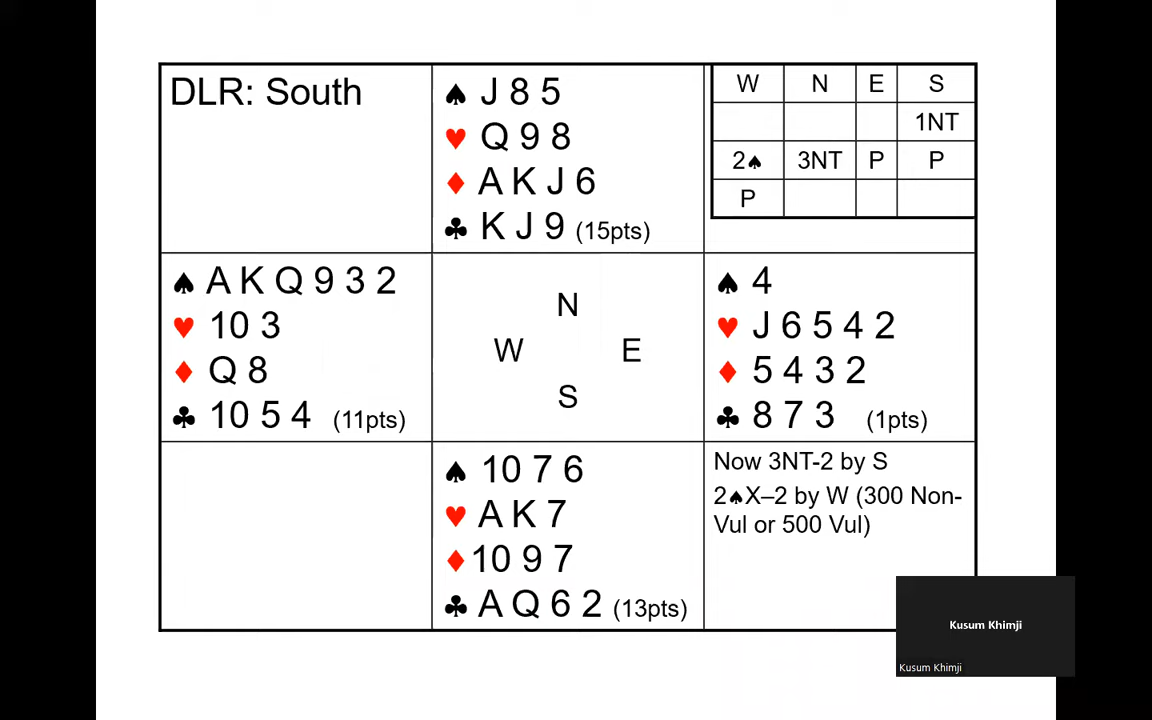 DLR: South
♠ J 8 5
♥ Q 9 8
♦ A K J 6
♣ K J 9 (15pts)
W N E S
1NT
2♠ 3NT P P
P
♠ A K Q 9 3 2
♥ 10 3
♦ Q 8
♣ 10 5 4 (11pts)
N
W E
S
♠ 4
♥ J 6 5 4 2
♦ 5 4 3 2
♣ 8 7 3 (1pts)
♠ 10 7 6
♥ A K 7
♦ 10 9 7
♣ A Q 6 2 (13pts)
Now 3NT-2 by S
2♠X–2 by W (300 Non-
Vul or 500 Vul)
Kusum Khimji
Kusum Khimji